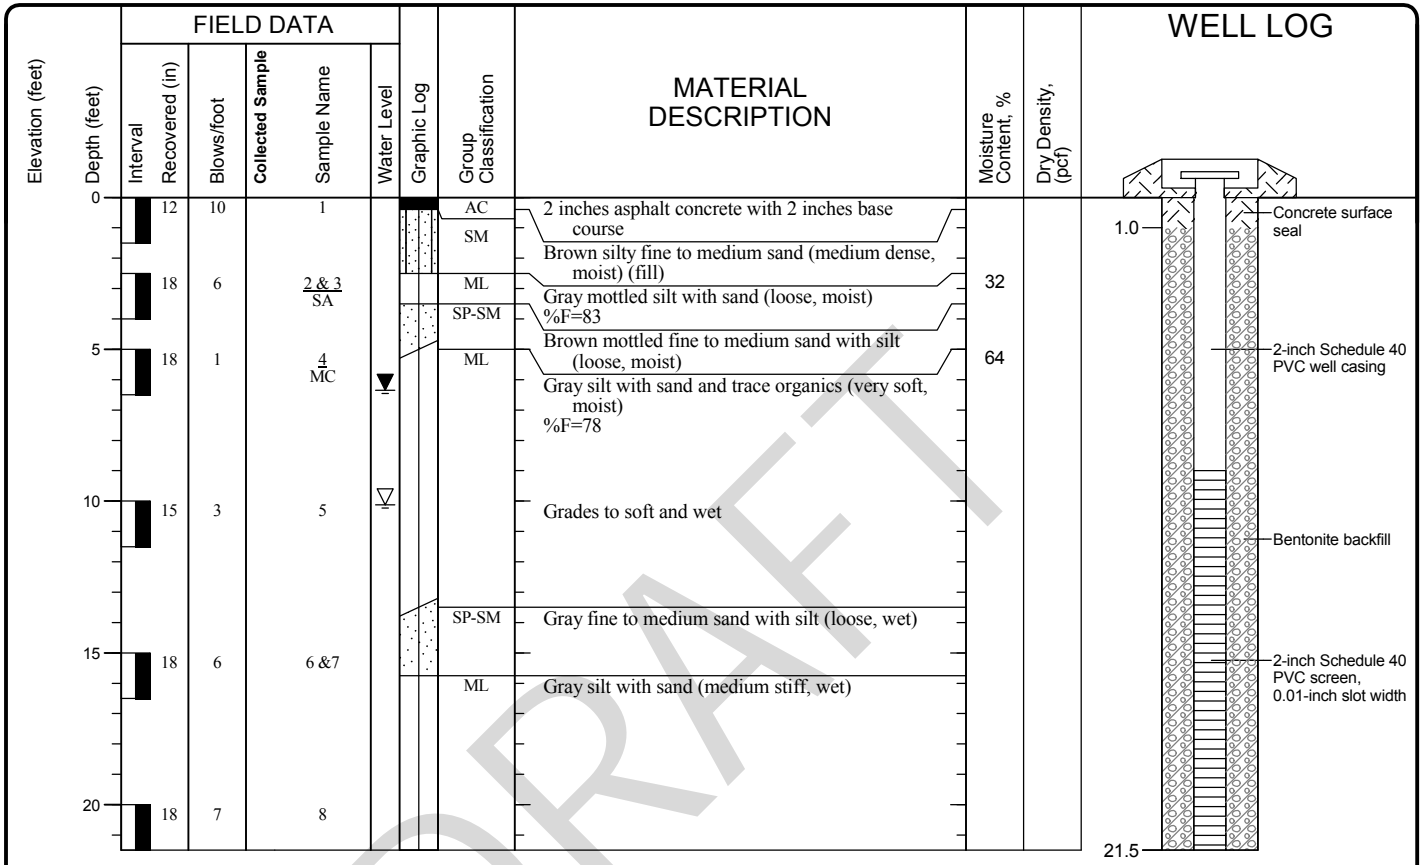 FIELD DATA
WELL LOG
Elevation (feet)
Depth (feet)
Interval
Recovered (in)
Blows/foot
Collected Sample
Sample Name
Water Level
Graphic Log
Group
Classification
MATERIAL
DESCRIPTION
Moisture
Content, %
Dry Density,
(pcf)
0
12 10 1 AC 2 inches asphalt concrete with 2 inches base
course
SM
Brown silty fine to medium sand (medium dense,
moist) (fill)
18 6 2 & 3 ML 32
SA
Gray mottled silt with sand (loose, moist)
%F=83
SP-SM
Brown mottled fine to medium sand with silt
(loose, moist)
5
18 1 4 ML 64
MC
Gray silt with sand and trace organics (very soft,
moist)
%F=78
10
15 3 5 Grades to soft and wet
SP-SM Gray fine to medium sand with silt (loose, wet)
15
18 6 6 &7
ML Gray silt with sand (medium stiff, wet)
20
18 7 8
1.0
Concrete surface
seal
2-inch Schedule 40
PVC well casing
Bentonite backfill
2-inch Schedule 40
PVC screen,
0.01-inch slot width
21.5
DRAFT